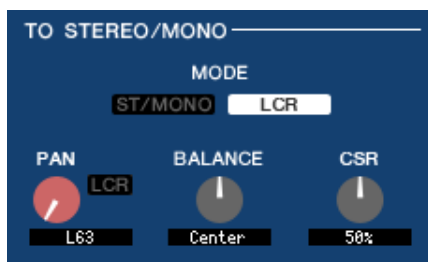 TO STEREO/MONO
MODE
ST/MONO LCR
PAN BALANCE CSR
LCR
L63 Center 50%